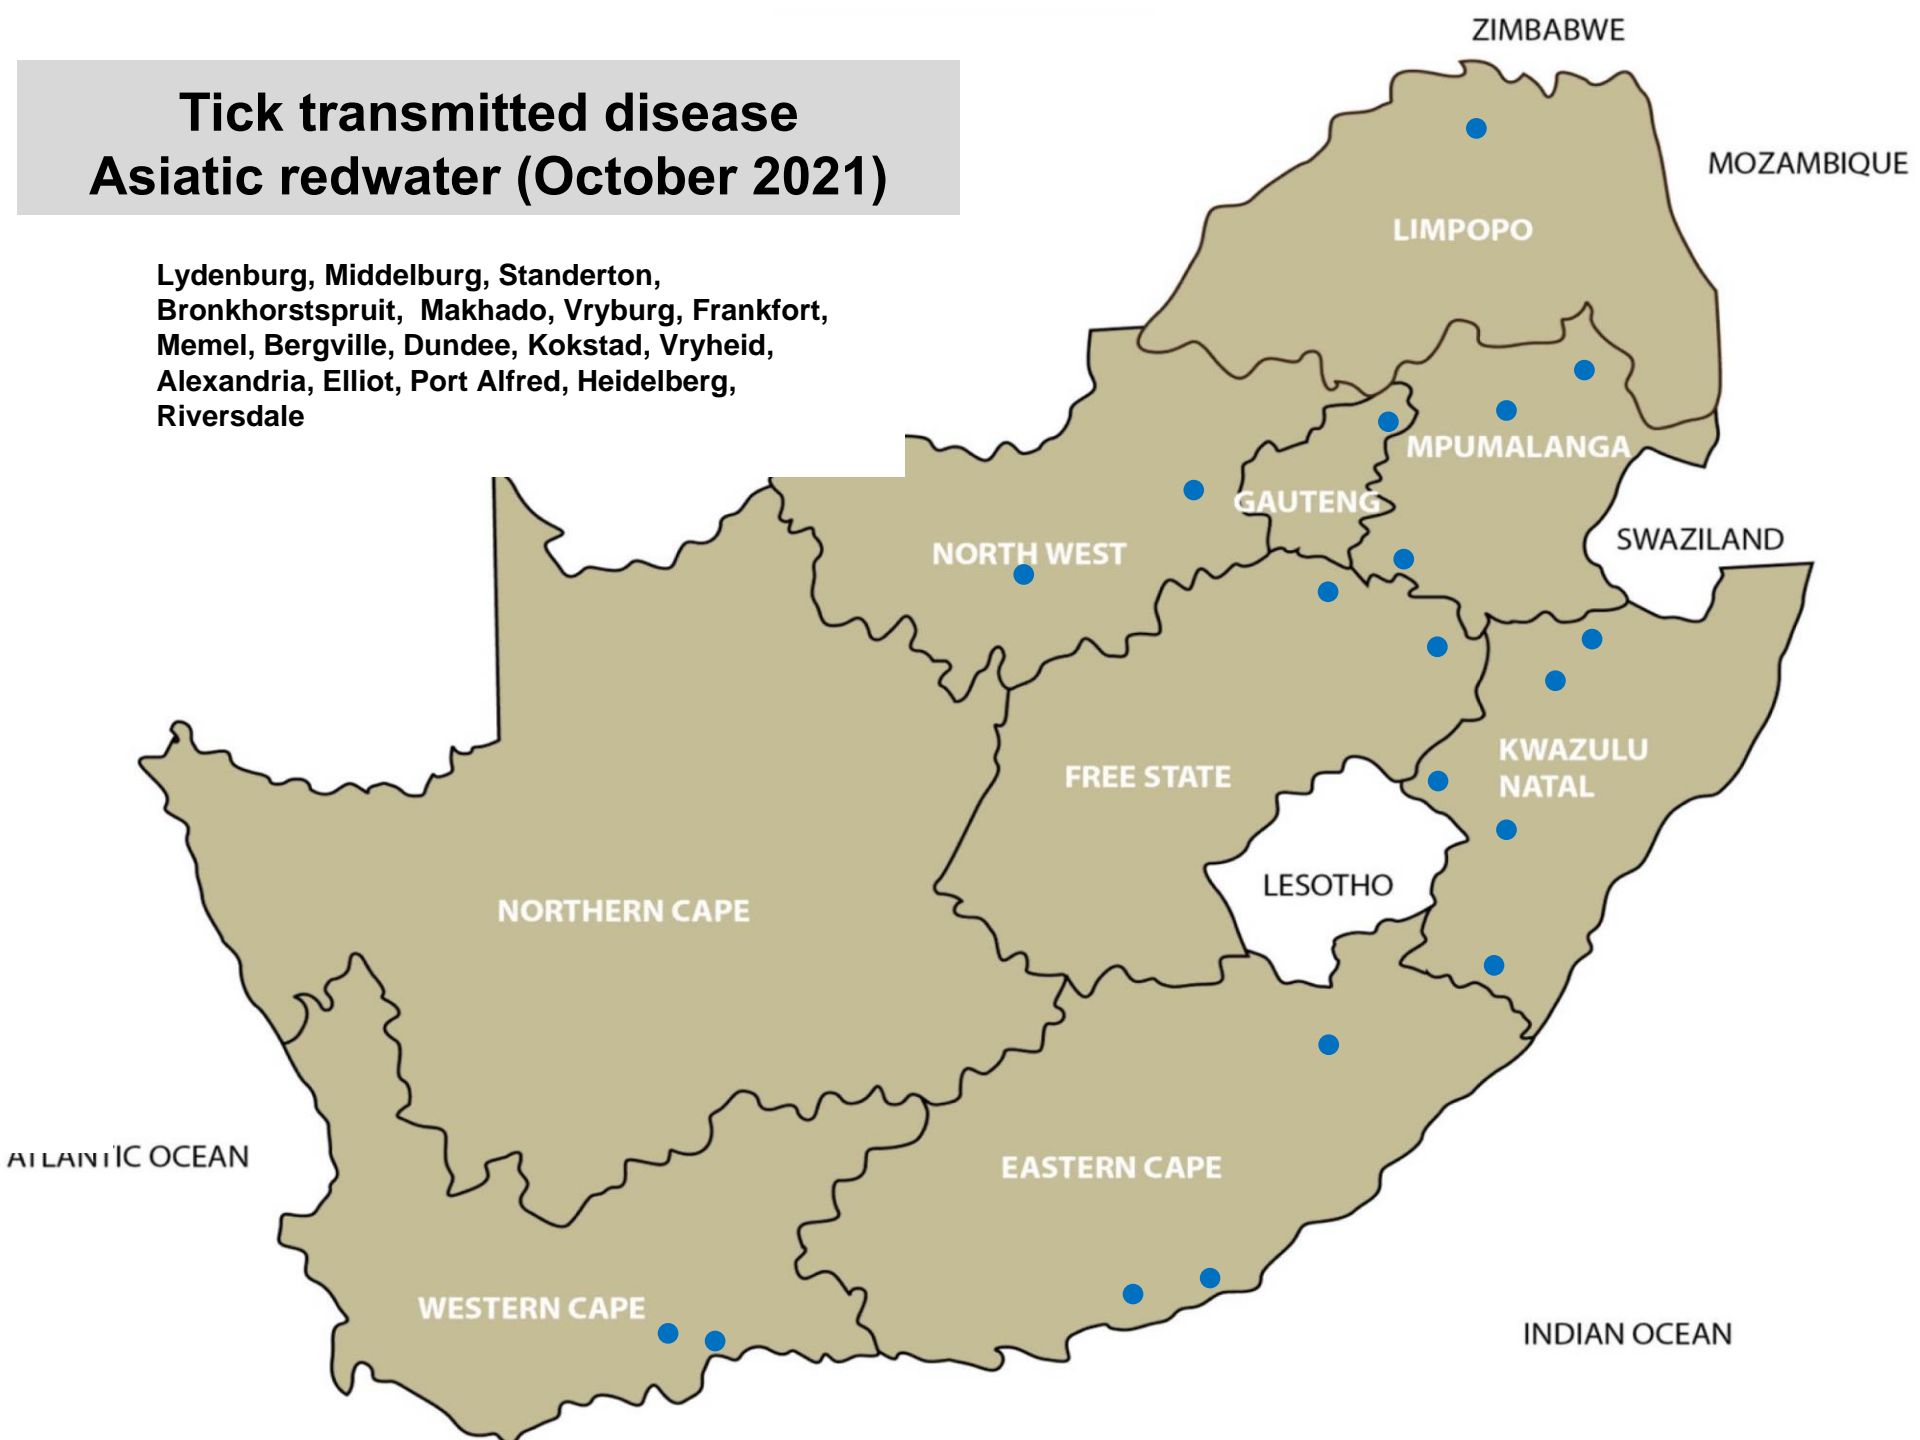 ZIMBABWE
Tick transmitted disease
Asiatic redwater (October 2021)
MOZAMBIQUE
LIMPOPO
Lydenburg, Middelburg, Standerton,
Bronkhorstspruit, Makhado, Vryburg, Frankfort,
Memel, Bergville, Dundee, Kokstad, Vryheid,
Alexandria, Elliot, Port Alfred, Heidelberg,
Riversdale
MPUMALANGA
GAUTENG
SWAZILAND
NORTH WEST
KWAZULU
NATAL
FREE STATE
LESOTHO
NORTHERN CAPE
ATLANTIC OCEAN
EASTERN CAPE
WESTERN CAPE
INDIAN OCEAN